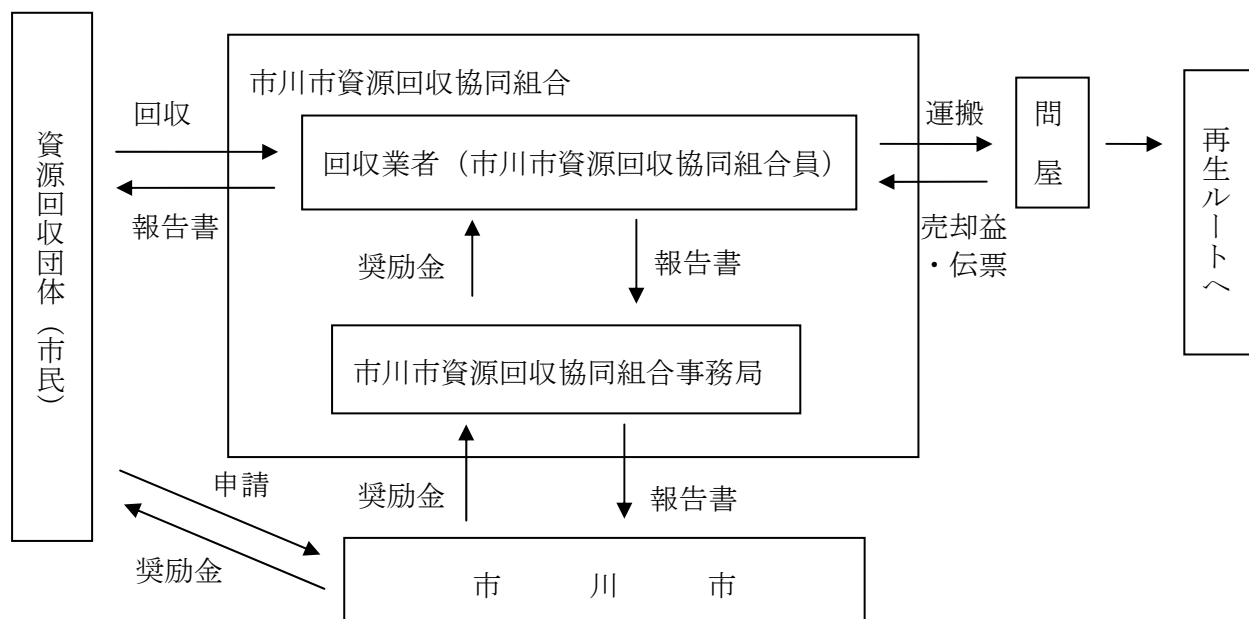 資源回収団体（市民）
回収
報告書
市川市資源回収協同組合
回収業者（市川市資源回収協同組合員）
奨励金
報告書
市川市資源回収協同組合事務局
運搬
売却益
・伝票
問屋
再生ルートへ
申請
奨励金
奨励金
報告書
市川市